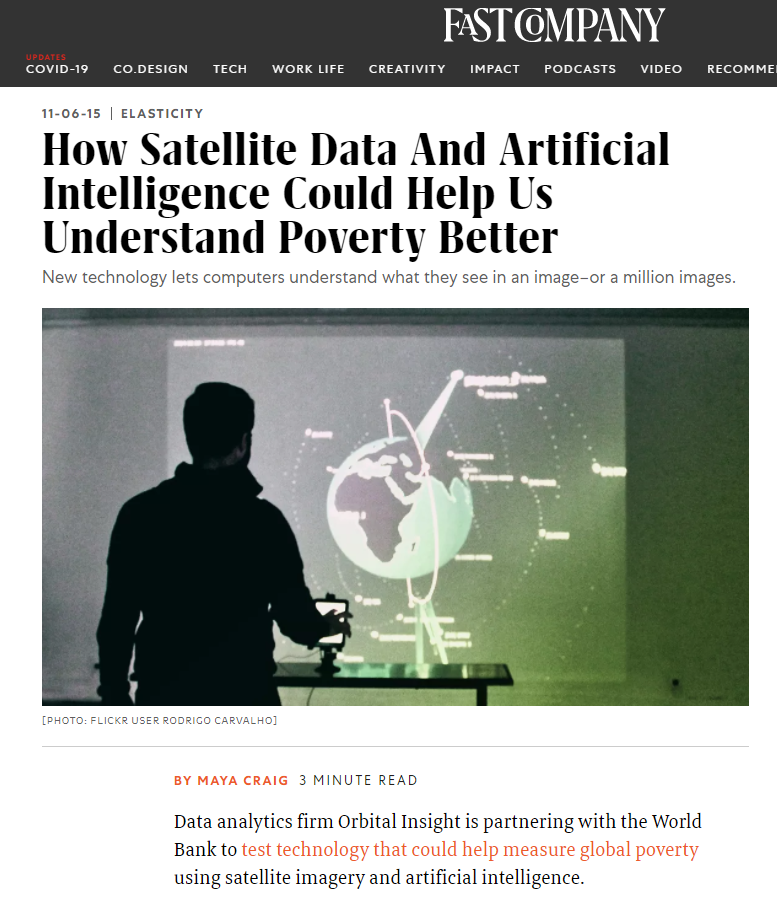 FAST COMPANY
UPDATES
COVID-19 CO.DESIGN TECH WORK LIFE CREATIVITY IMPACT PODCASTS VIDEO RECOMME
11-06-15 | ELASTICITY
How Satellite Data And Artificial
Intelligence Could Help Us
Understand Poverty Better
New technology lets computers understand what they see in an image–or a million images.
[PHOTO: FLICKR USER RODRIGO CARVALHO]
BY MAYA CRAIG 3 MINUTE READ
Data analytics firm Orbital Insight is partnering with the World
Bank to test technology that could help measure global poverty
using satellite imagery and artificial intelligence.